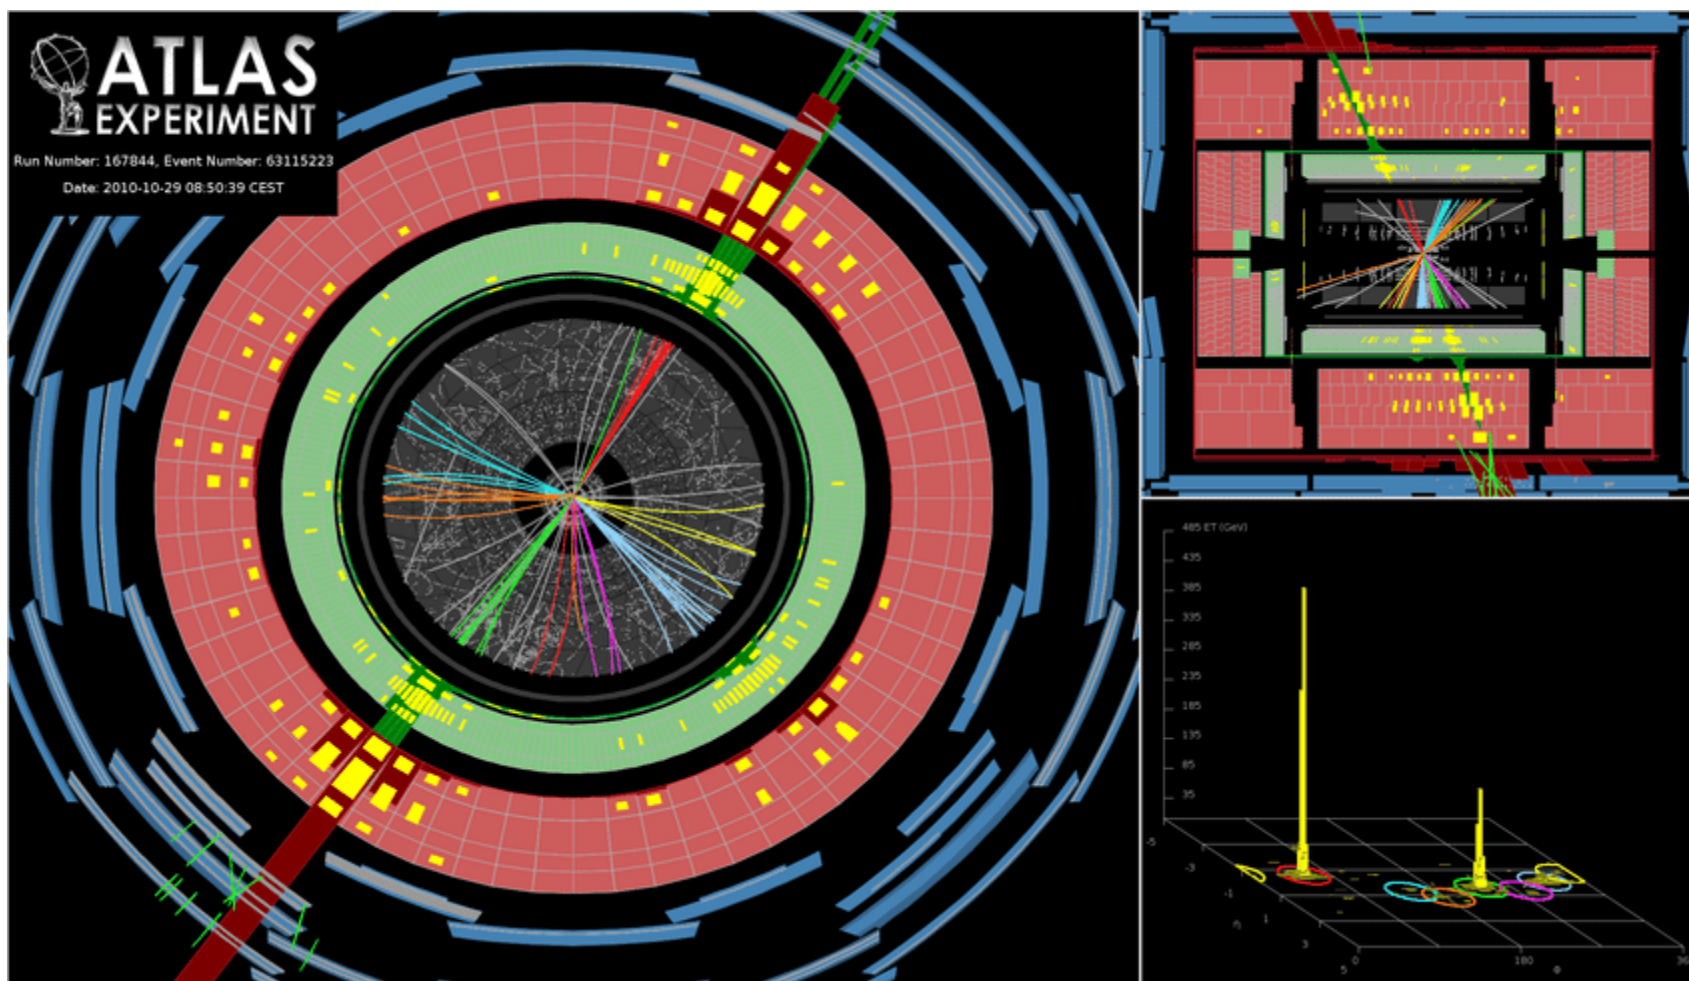 ATLAS
EXPERIMENT
Run Number: 167844, Event Number: 63115223
Date: 2010-10-29 08:50:39 CEST
485 ET (GeV)
435
385
335
285
235
185
135
85
35
-5
-3
-1
η
1
3
5
0
180
Φ
36